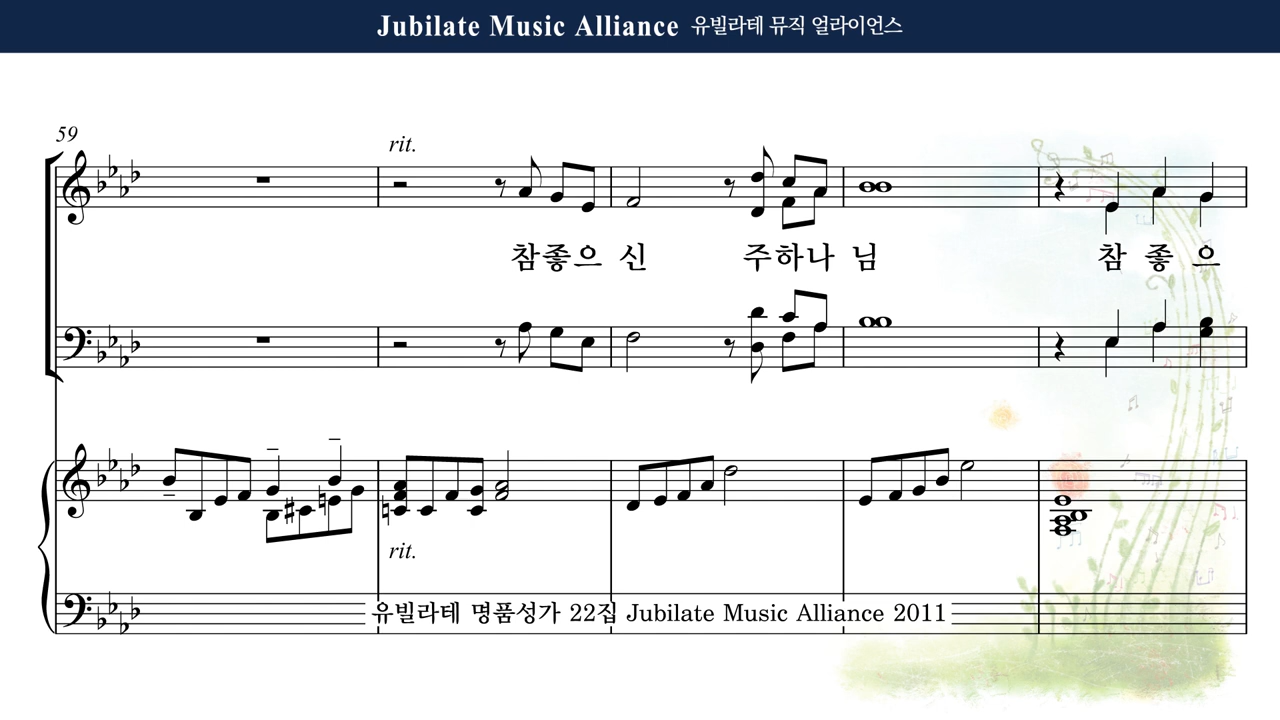 Jubilate Music Alliance 유빌라테 뮤직 얼라이언스
59
rit.
참좋으 신 주하나 님 참 좋 으
rit.
유빌라테 명품성가 22집 Jubilate Music Alliance 2011